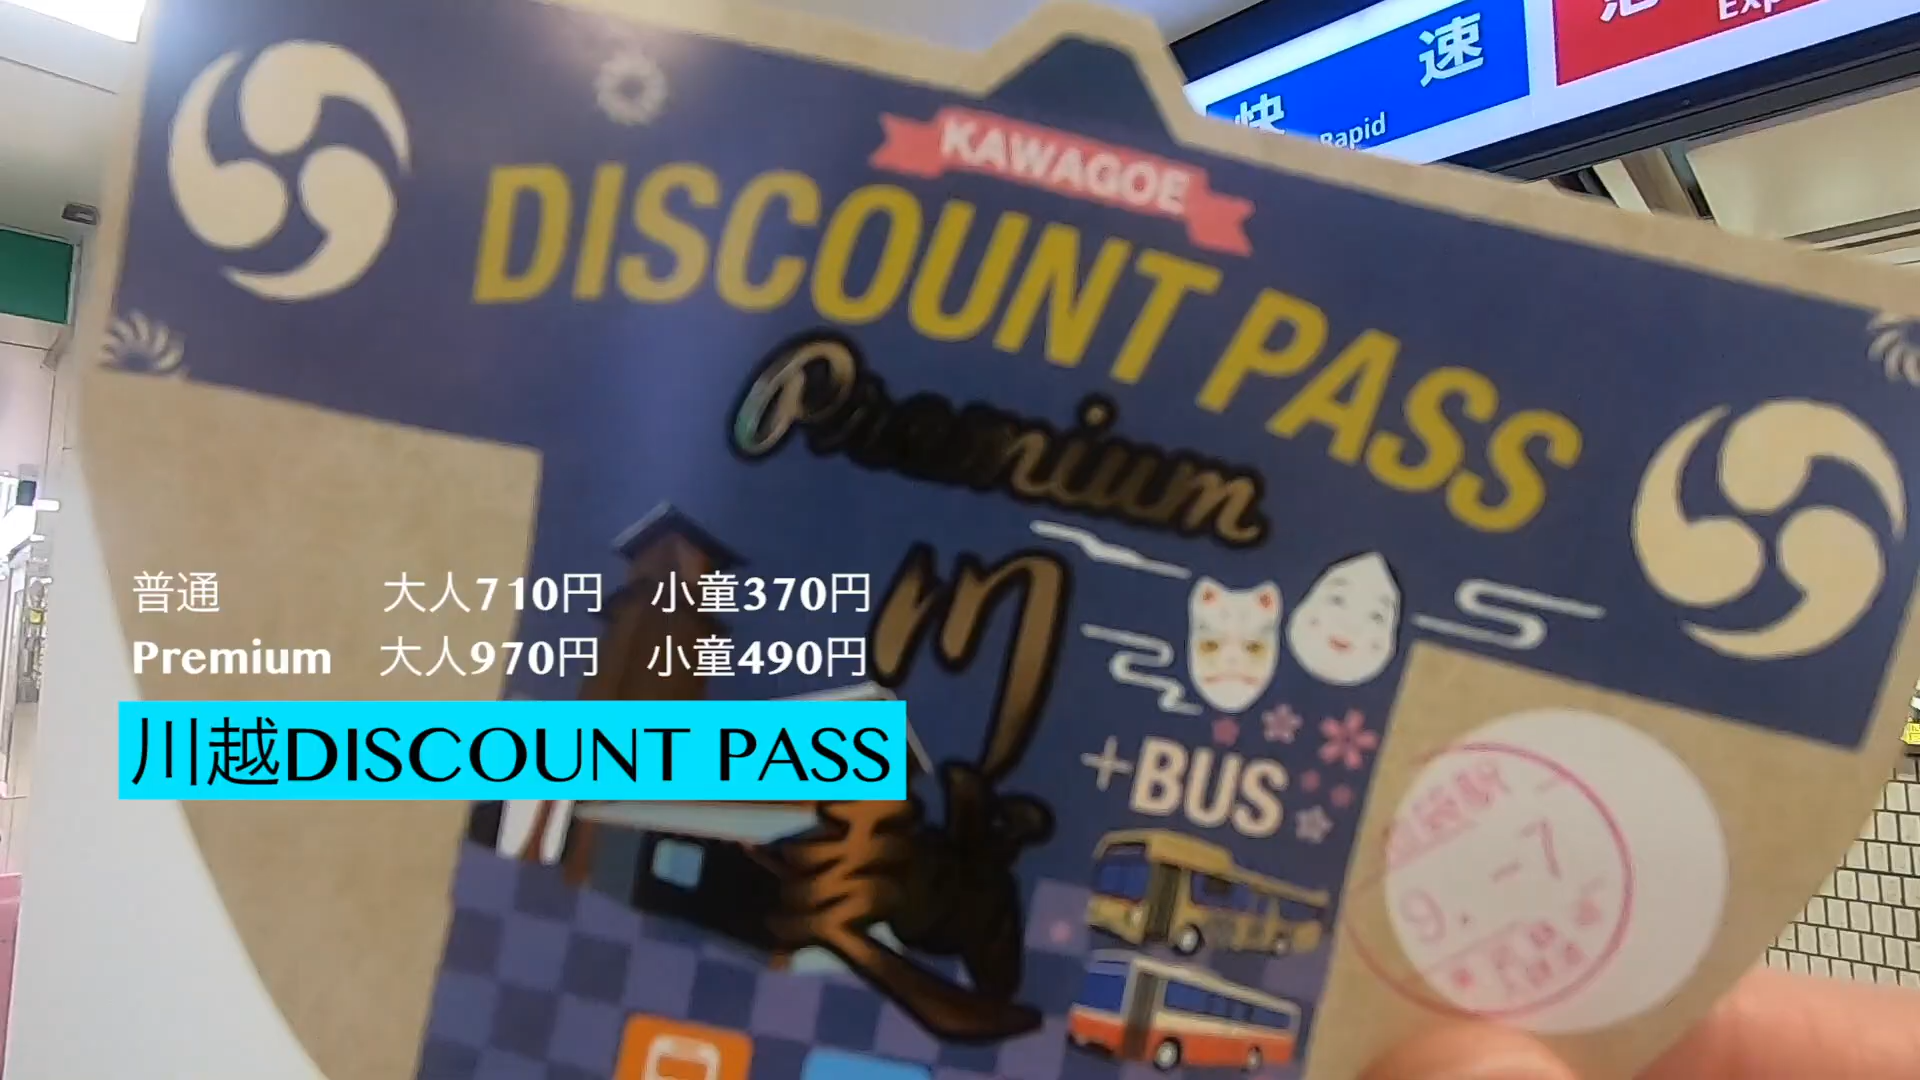 快速
Rapid
KAWAGOE
DISCOUNT PASS
Premium
川越
+BUS
普通 大人710円 小童370円
Premium 大人970円 小童490円
川越DISCOUNT PASS